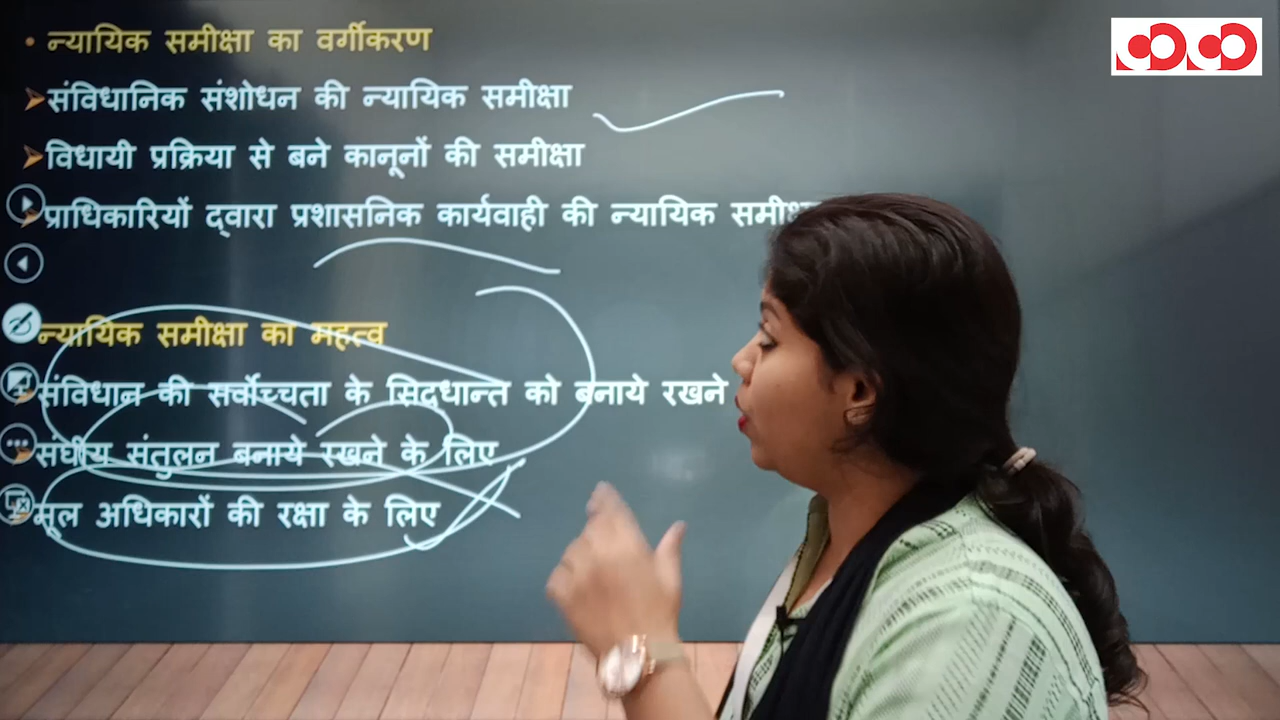 • न्यायिक समीक्षा का वर्गीकरण
संविधानिक संशोधन की न्यायिक समीक्षा
विधायी प्रक्रिया से बने कानूनों की समीक्षा
प्राधिकारियों द्वारा प्रशासनिक कार्यवाही की न्यायिक
न्यायिक समीक्षा का महत्व
संविधान की सर्वोच्चता के सिद्धान्त को बनाये रखने
संघीय संतुलन बनाये रखने के लिए
मूल अधिकारों की रक्षा के लिए